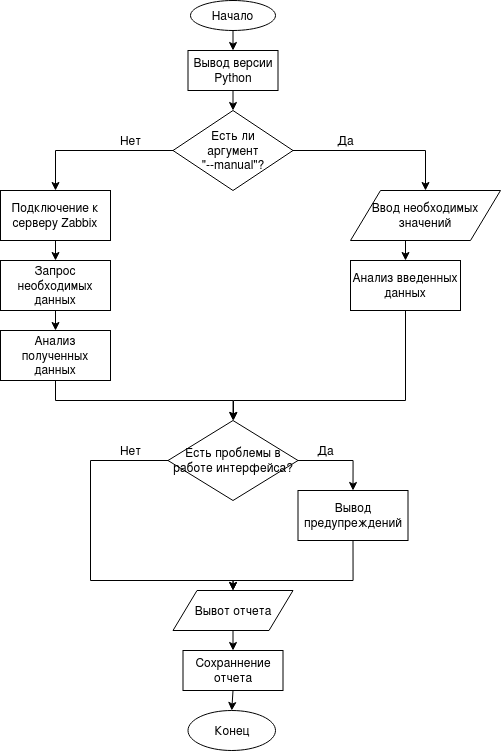 Начало
Вывод версии
Python
Есть ли
аргумент
"--manual"?
Нет
Да
Подключение к
серверу Zabbix
Ввод необходимых
значений
Запрос
необходимых
данных
Анализ введенных
данных
Анализ
полученных
данных
Есть проблемы в
работе интерфейса?
Нет
Да
Вывод
предупреждений
Вывот отчета
Сохраннение
отчета
Конец